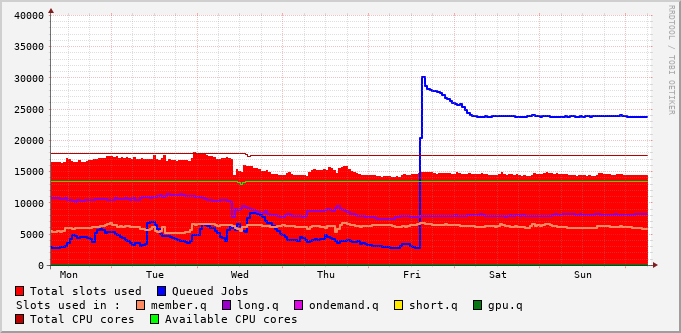 40000
35000
30000
25000
20000
15000
10000
5000
0
Mon Tue Wed Thu Fri Sat Sun
RRDTOOL / TOBI OETIKER
Total slots used Queued Jobs
Slots used in : member.q long.q ondemand.q short.q gpu.q
Total CPU cores Available CPU cores